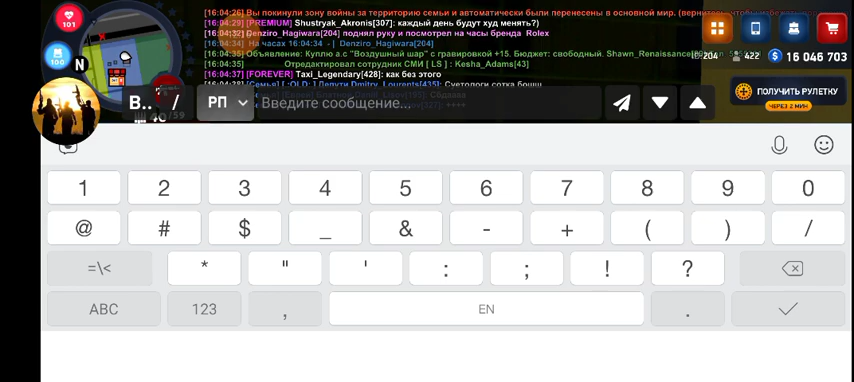 [16:04:26] Вы покинули зону войны за территорию семьи и автоматически были перенесены в основной мир.
[16:04:29] [PREMIUM] Shustryak_Akronis[307]: каждый день будут худ менять?)
[16:04:32] Denziro_Hagiwara[204] поднял руку и посмотрел на часы бренда Rolex
[16:04:34] На часах 16:04:34 - | Denziro_Hagiwara[204]
[16:04:35] Объявление: Куплю а.с "Воздушный шар" с гравировкой +15. Бюджет: свободный.
[16:04:35] Отредактировал сотрудник СМИ [ LS ] : Kesha_Adams[43]
[16:04:37] [FOREVER] Taxi_Legendary[428]: как без этого
101
100
N
204
422
$ 16 046 703
ПОЛУЧИТЬ РУЛЕТКУ
ЧЕРЕЗ 2 МИН
В.. /
РП
Введите сообщение...
1 2 3 4 5 6 7 8 9 0
@ # $ _ & - + ( ) /
=\< * " ' : ; ! ?
ABC 123 , EN .